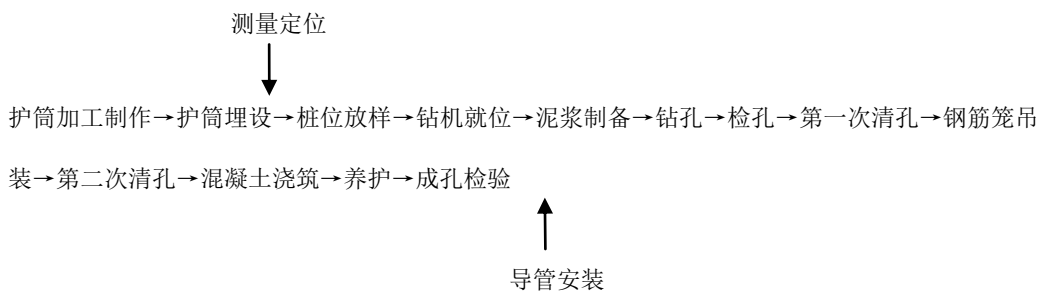 测量定位
护筒加工制作→护筒埋设→桩位放样→钻机就位→泥浆制备→钻孔→检孔→第一次清孔→钢筋笼吊
装→第二次清孔→混凝土浇筑→养护→成孔检验
导管安装